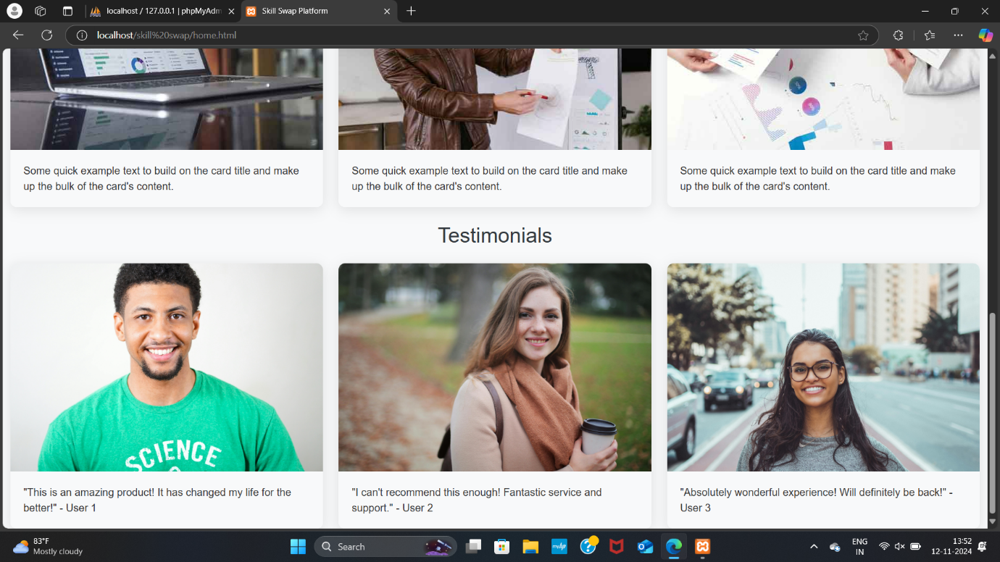 localhost / 127.0.0.1 | phpMyAdm
Skill Swap Platform
localhost/skill%20swap/home.html
Some quick example text to build on the card title and make
up the bulk of the card's content.
Some quick example text to build on the card title and make
up the bulk of the card's content.
Some quick example text to build on the card title and make
up the bulk of the card's content.
Testimonials
SCIENCE
"This is an amazing product! It has changed my life for the
better!" - User 1
"I can't recommend this enough! Fantastic service and
support." - User 2
"Absolutely wonderful experience! Will definitely be back!" -
User 3
83°F
Mostly cloudy
Search
myhp
ENG
IN
13:52
12-11-2024